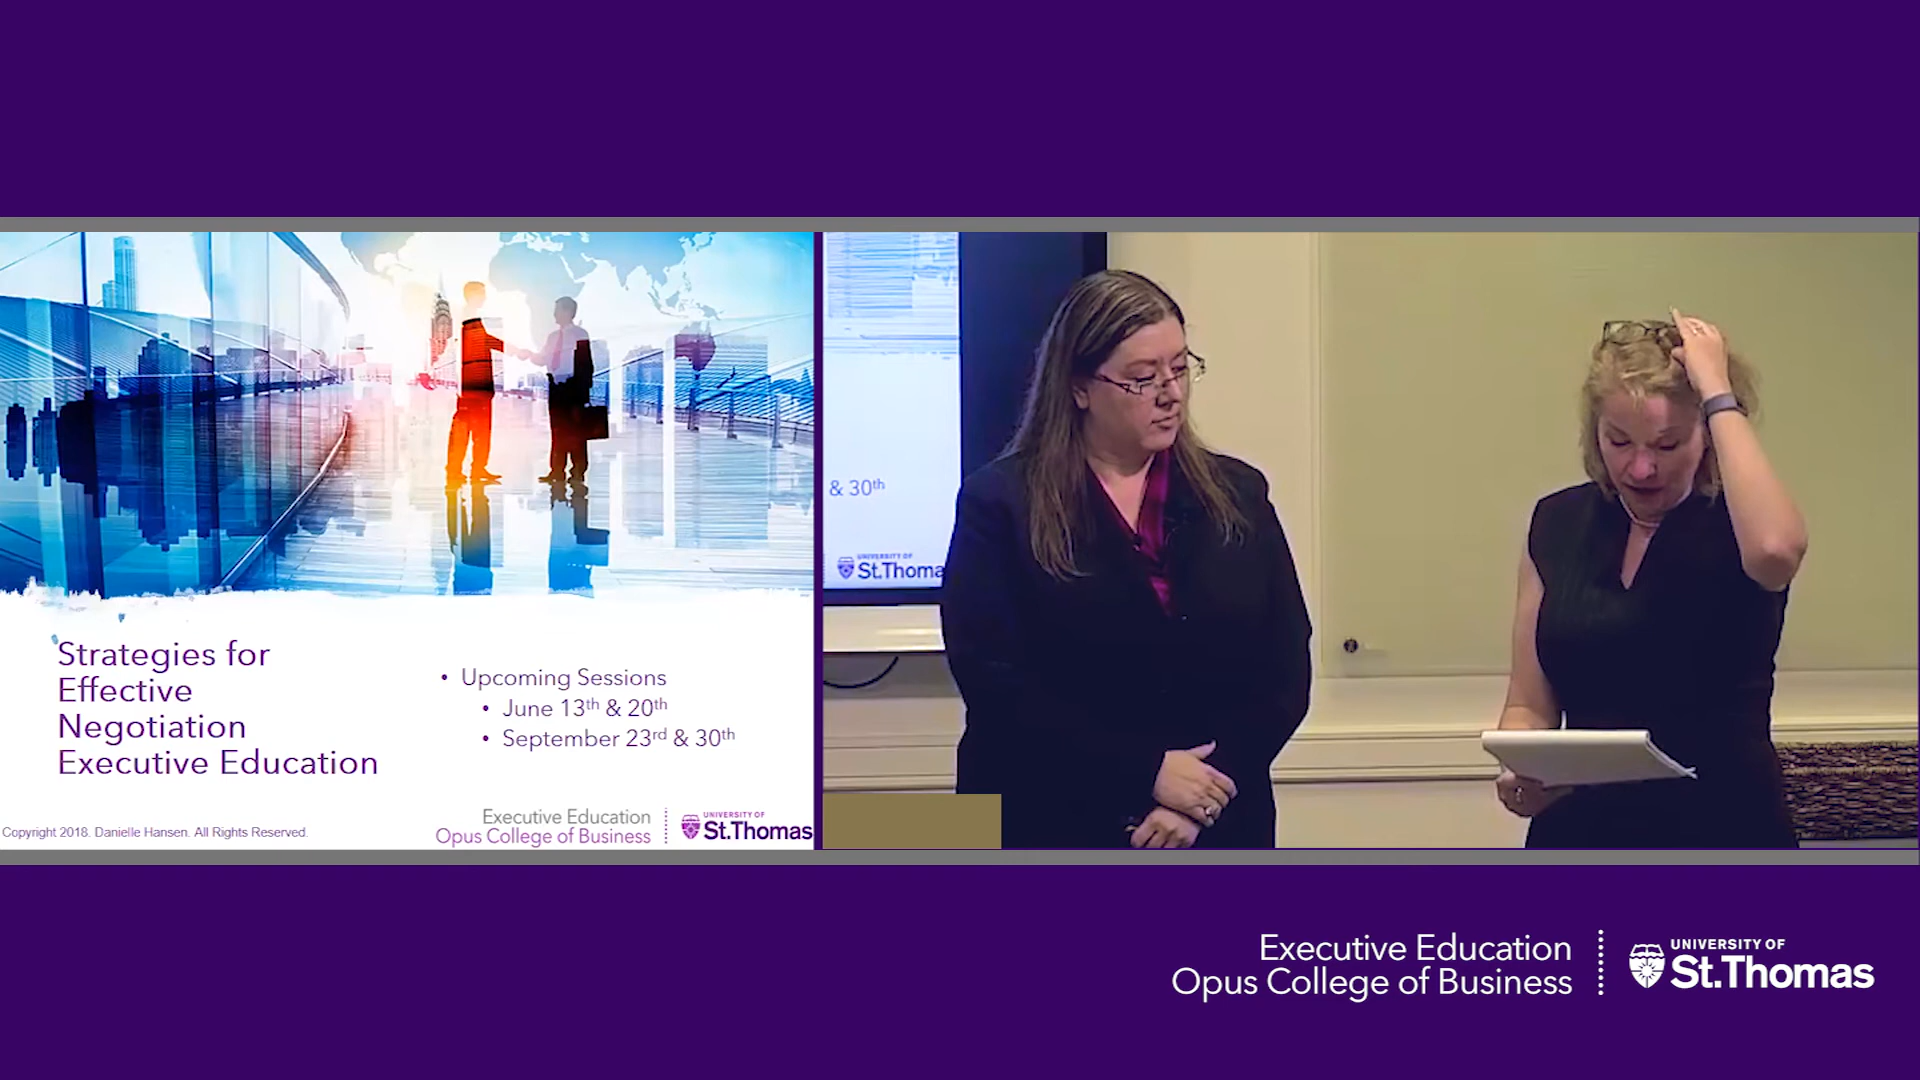 Strategies for
Effective
Negotiation
Executive Education
• Upcoming Sessions
• June 13th & 20th
• September 23rd & 30th
Copyright 2018. Danielle Hansen. All Rights Reserved.
Executive Education
Opus College of Business
UNIVERSITY OF
St.Thomas
& 30th
UNIVERSITY OF
St.Thoma
Executive Education
Opus College of Business
UNIVERSITY OF
St.Thomas